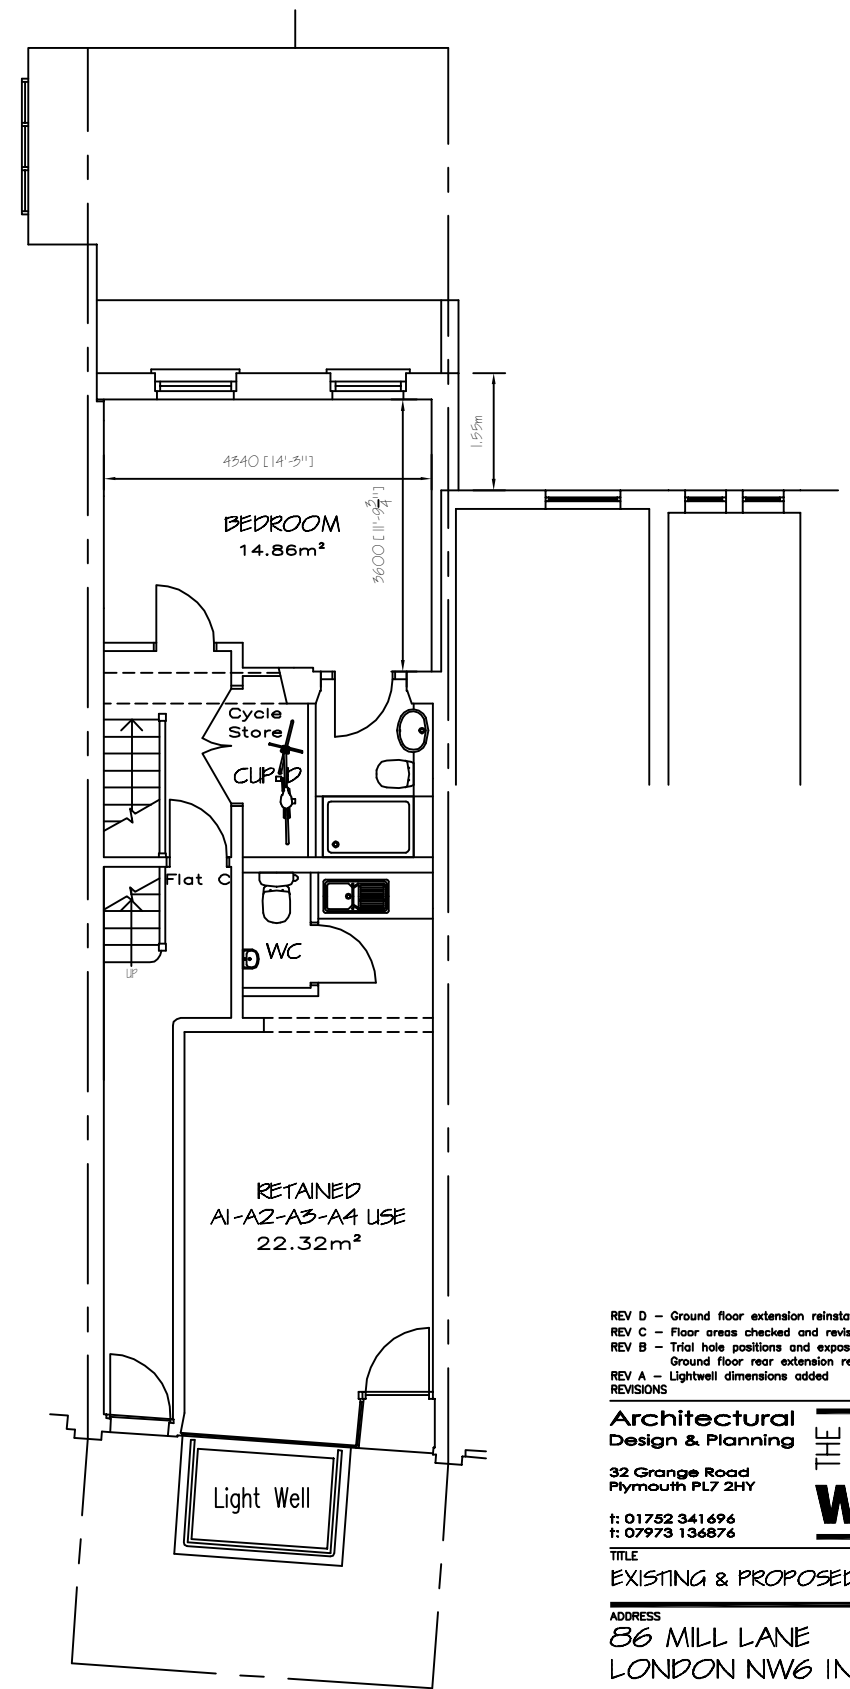 1.55m
4340 [14'-3"]
3600 [11'-9¾"]
BEDROOM
14.86m²
Cycle
Store
CUP'D
Flat C
UP
WC
RETAINED
A1-A2-A3-A4 USE
22.32m²
Light Well
REV D - Ground floor extension reinsta
REV C - Floor areas checked and revis
REV B - Trial hole positions and expos
Ground floor rear extension re
REV A - Lightwell dimensions added
REVISIONS
Architectural
Design & Planning
THE
W
32 Grange Road
Plymouth PL7 2HY
t: 01752 341696
t: 07973 136876
TITLE
EXISTING & PROPOSED
ADDRESS
86 MILL LANE
LONDON NW6 1N